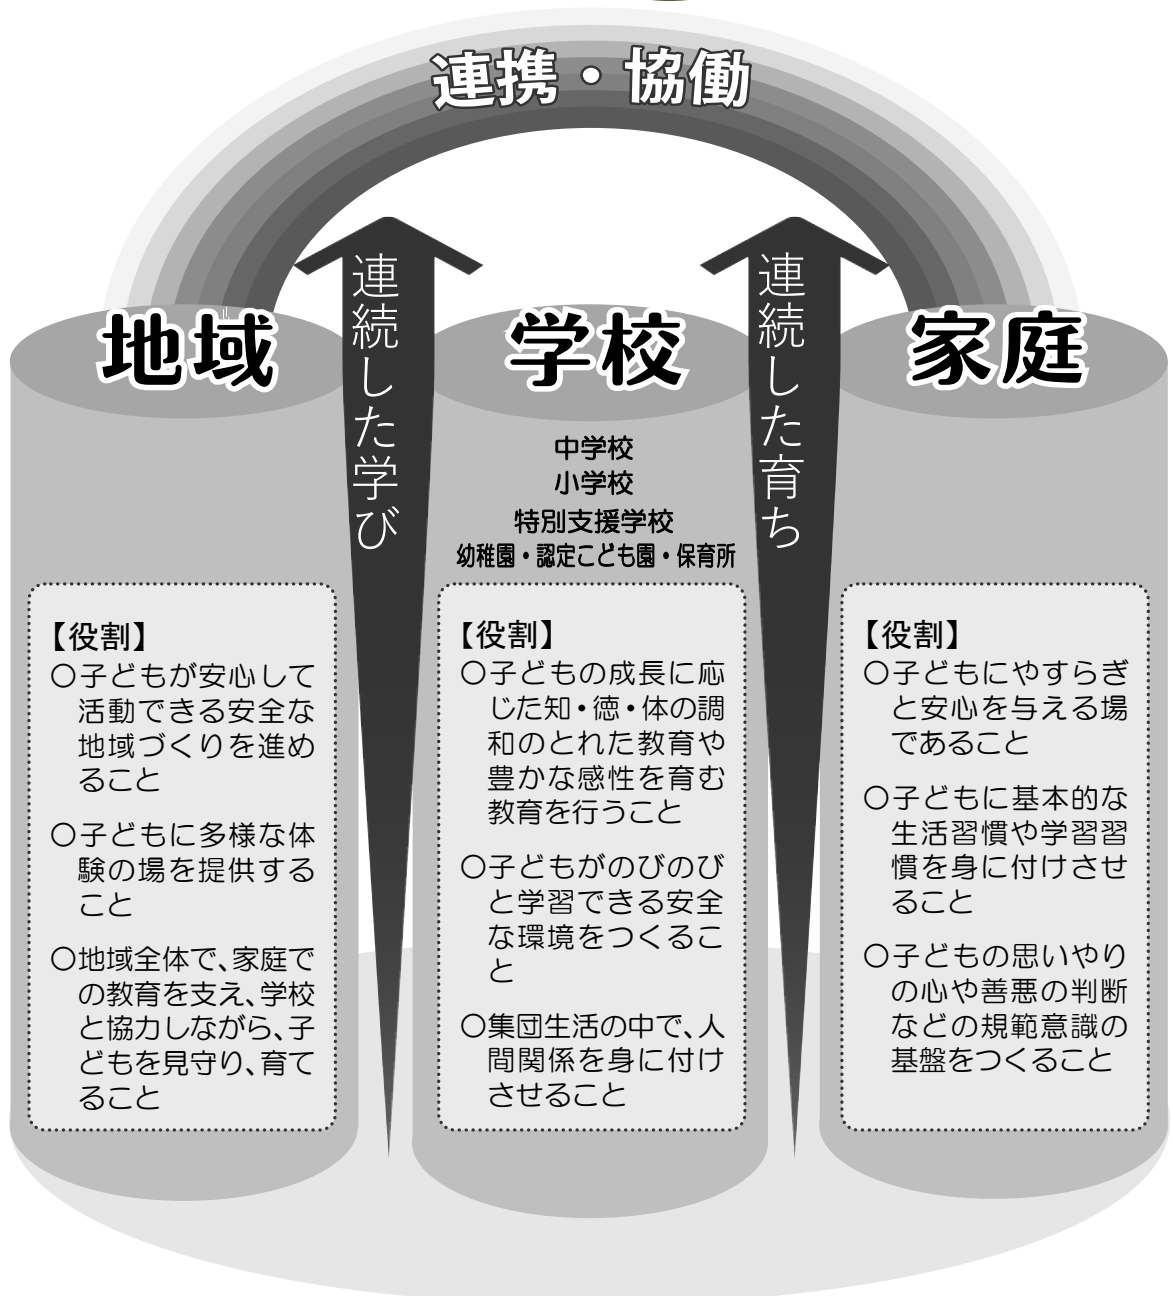 連携・協働
地域
連続した学び
学校
連続した育ち
家庭
中学校
小学校
特別支援学校
幼稚園・認定こども園・保育所
【役割】
○子どもが安心して
活動できる安全な
地域づくりを進め
ること
○子どもに多様な体
験の場を提供する
こと
○地域全体で、家庭で
の教育を支え、学校
と協力しながら、子
どもを見守り、育て
ること
【役割】
○子どもの成長に応
じた知・徳・体の調
和のとれた教育や
豊かな感性を育む
教育を行うこと
○子どもがのびのび
と学習できる安全
な環境をつくるこ
と
○集団生活の中で、人
間関係を身に付け
させること
【役割】
○子どもにやすらぎ
と安心を与える場
であること
○子どもに基本的な
生活習慣や学習習
慣を身に付けさせ
ること
○子どもの思いやり
の心や善悪の判断
などの規範意識の
基盤をつくること